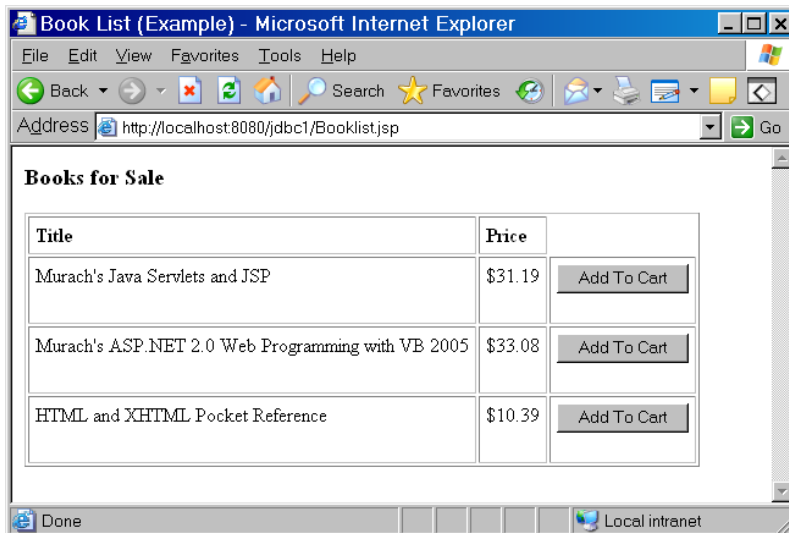 Book List (Example) - Microsoft Internet Explorer
File Edit View Favorites Tools Help
Back Search Favorites
Address http://localhost:8080/jdbc1/Booklist.jsp Go
Books for Sale
Title Price
Murach's Java Servlets and JSP $31.19 Add To Cart
Murach's ASP.NET 2.0 Web Programming with VB 2005 $33.08 Add To Cart
HTML and XHTML Pocket Reference $10.39 Add To Cart
Done Local intranet